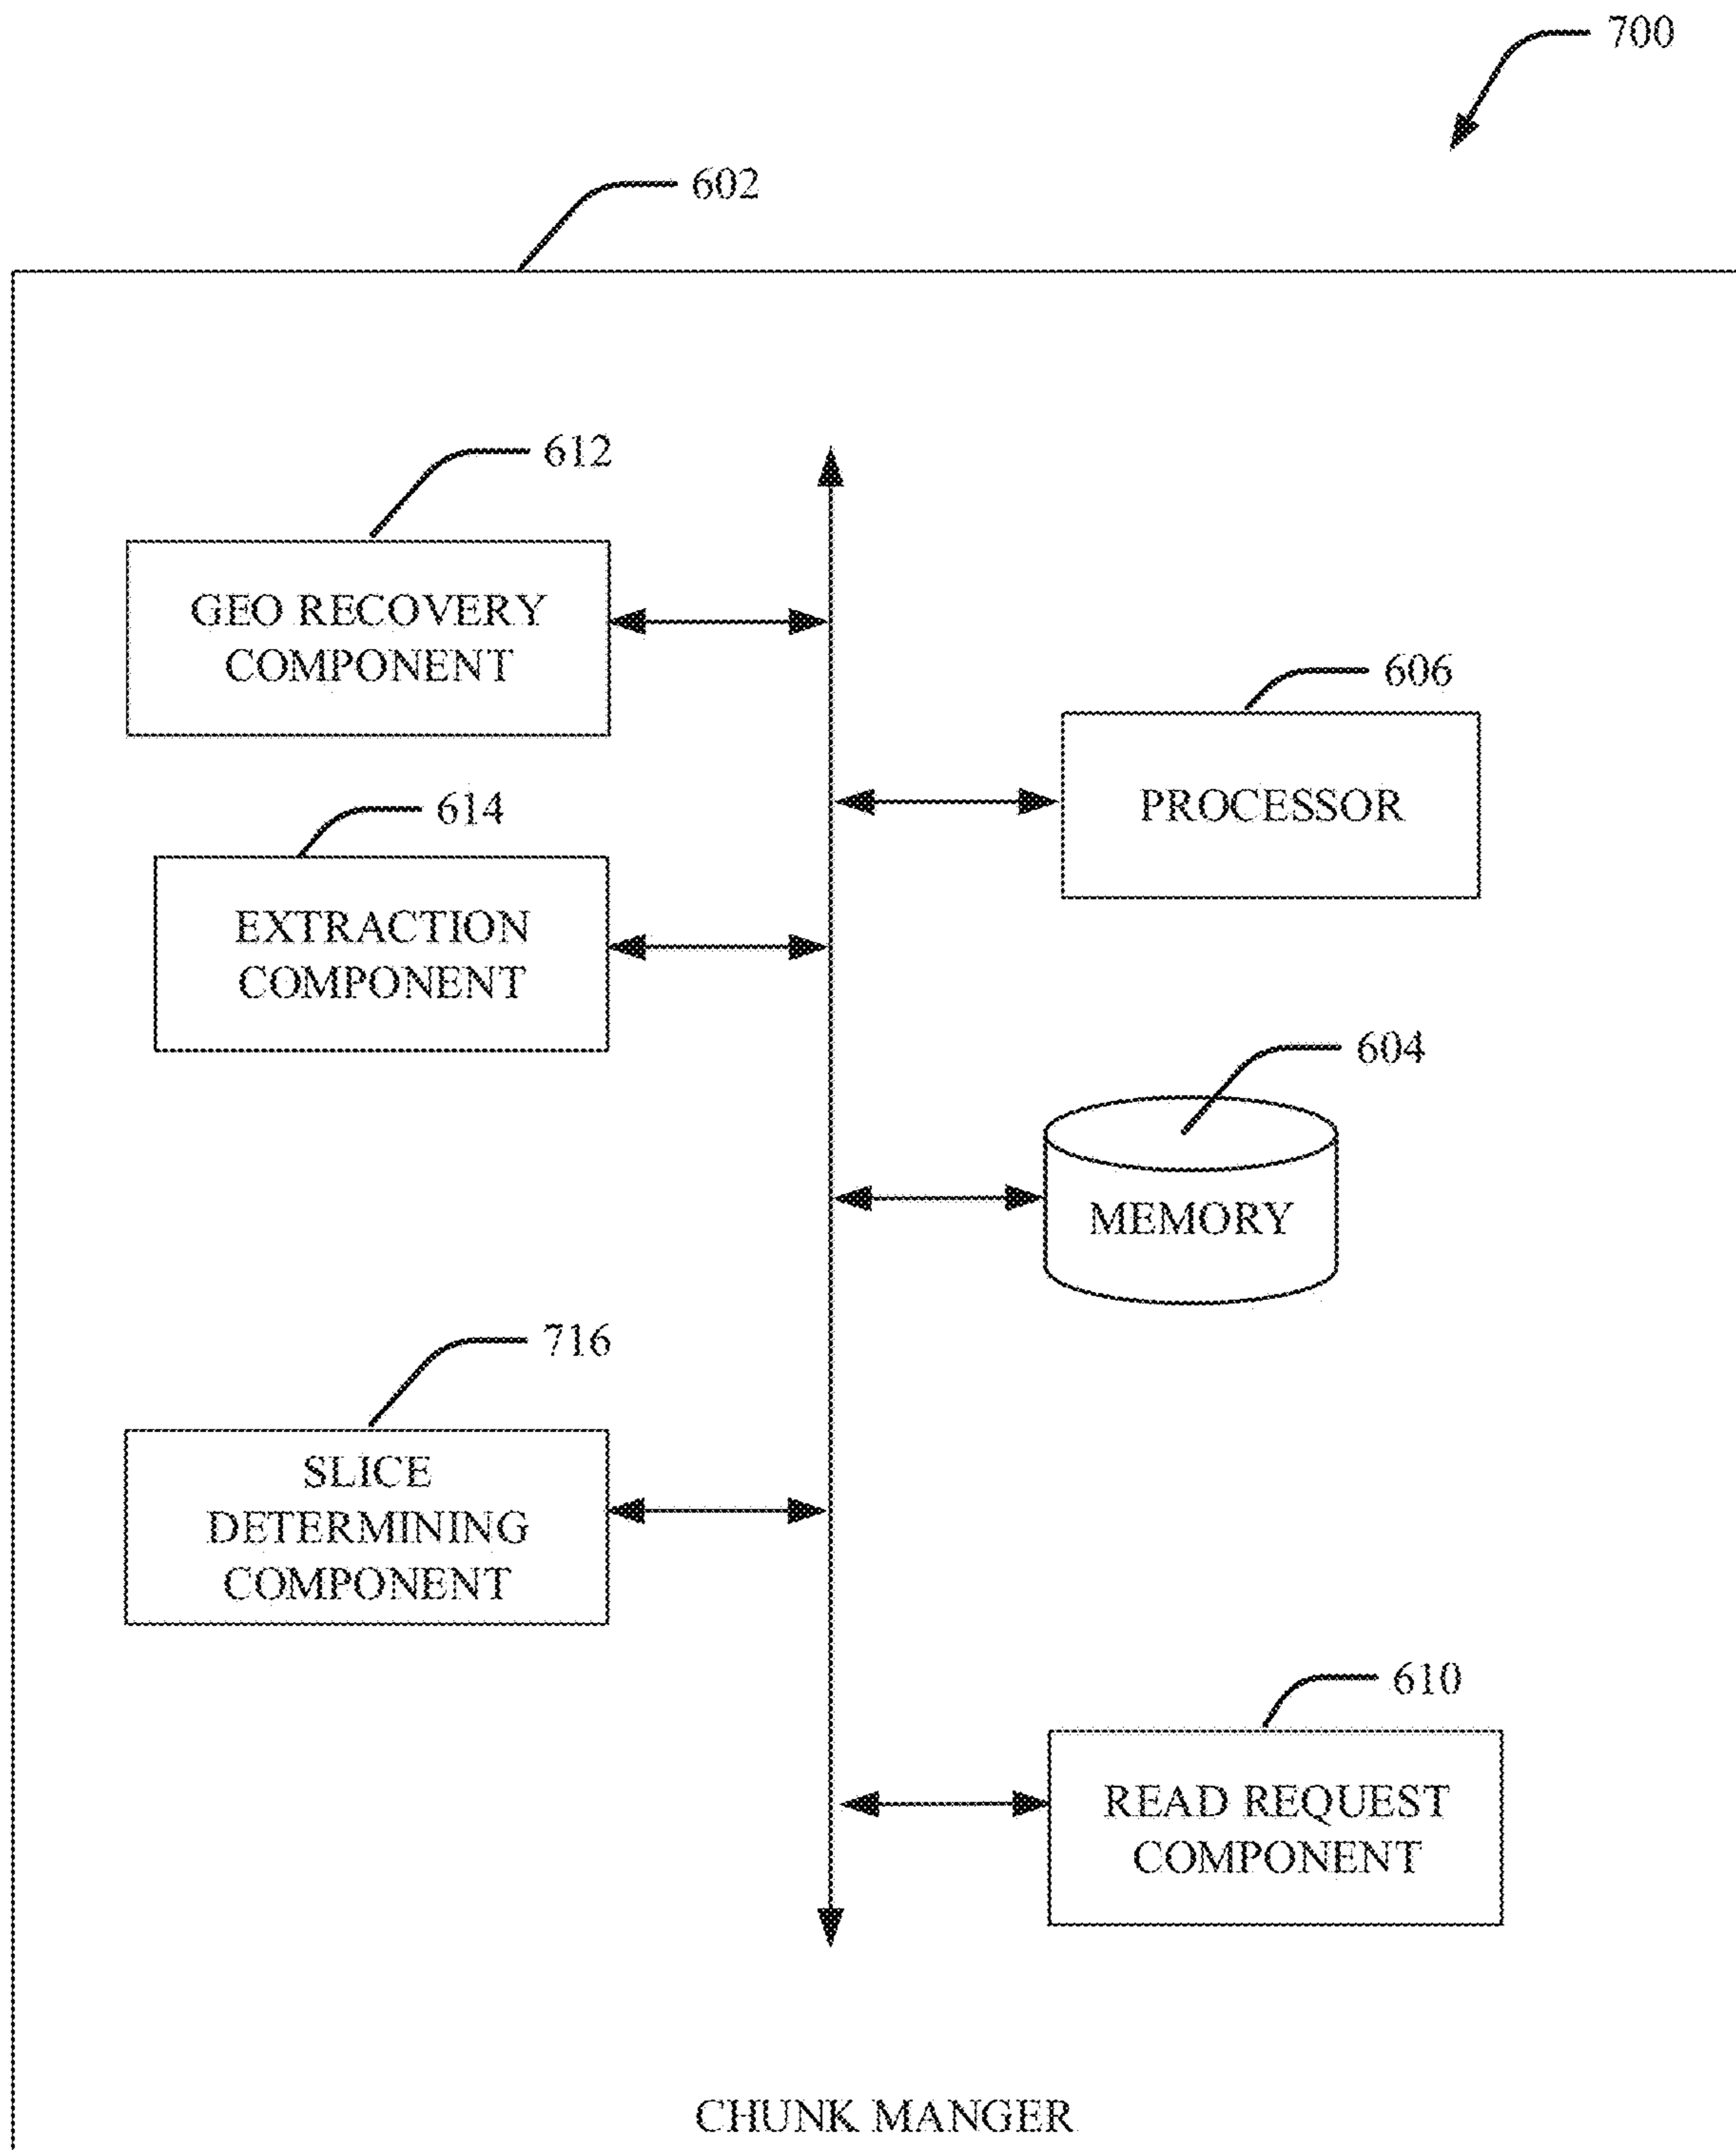 700
602
612
GEO RECOVERY
COMPONENT
606
PROCESSOR
614
EXTRACTION
COMPONENT
604
MEMORY
716
SLICE
DETERMINING
COMPONENT
610
READ REQUEST
COMPONENT
CHUNK MANGER